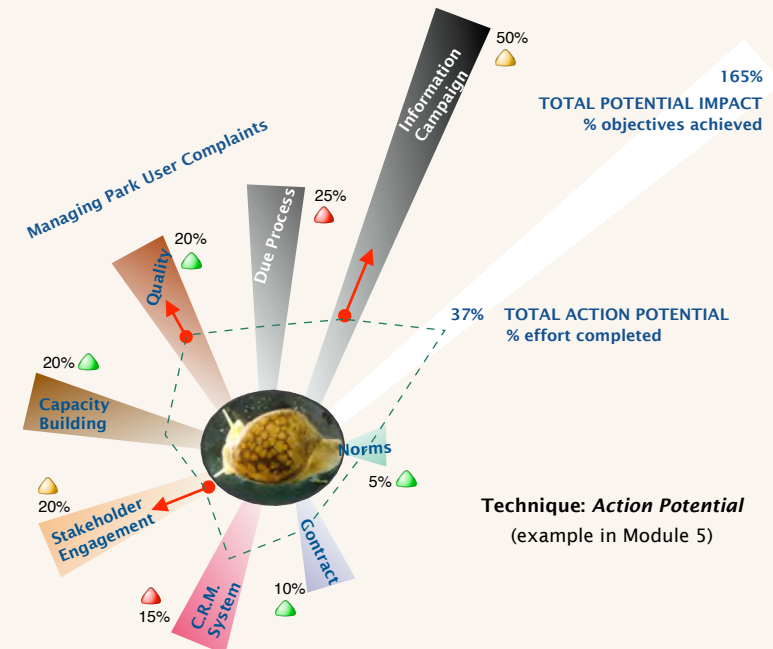 50%
Information
Campaign
165%
TOTAL POTENTIAL IMPACT
% objectives achieved
Managing Park User Complaints
25%
Due Process
20%
Quality
37% TOTAL ACTION POTENTIAL
% effort completed
20%
Capacity
Building
Norms
5%
20%
Stakeholder
Engagement
Technique: Action Potential
(example in Module 5)
Contract
10%
C.R.M.
System
15%